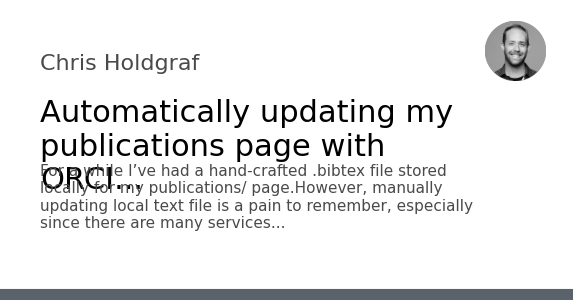 Chris Holdgraf
Automatically updating my
publications page with
ORCI...
For a while I’ve had a hand-crafted .bibtex file stored
locally for my publications/ page.However, manually
updating local text file is a pain to remember, especially
since there are many services...